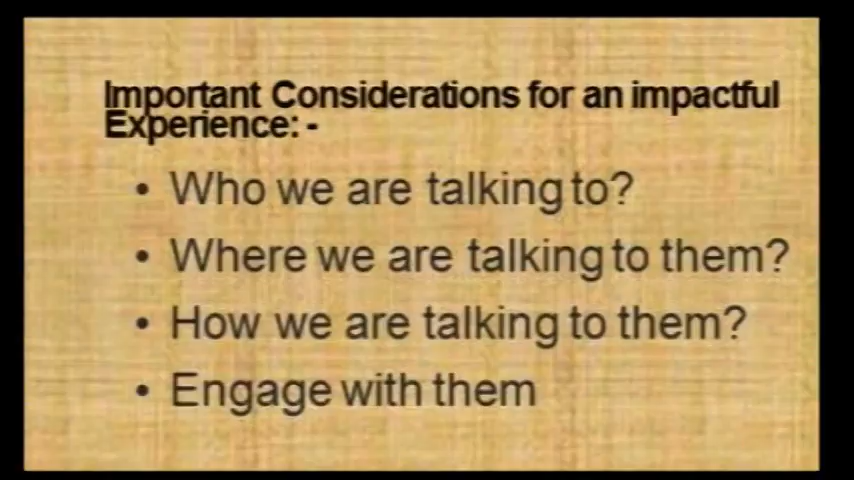 Important Considerations for an impactful
Experience: -
• Who we are talking to?
• Where we are talking to them?
• How we are talking to them?
• Engage with them